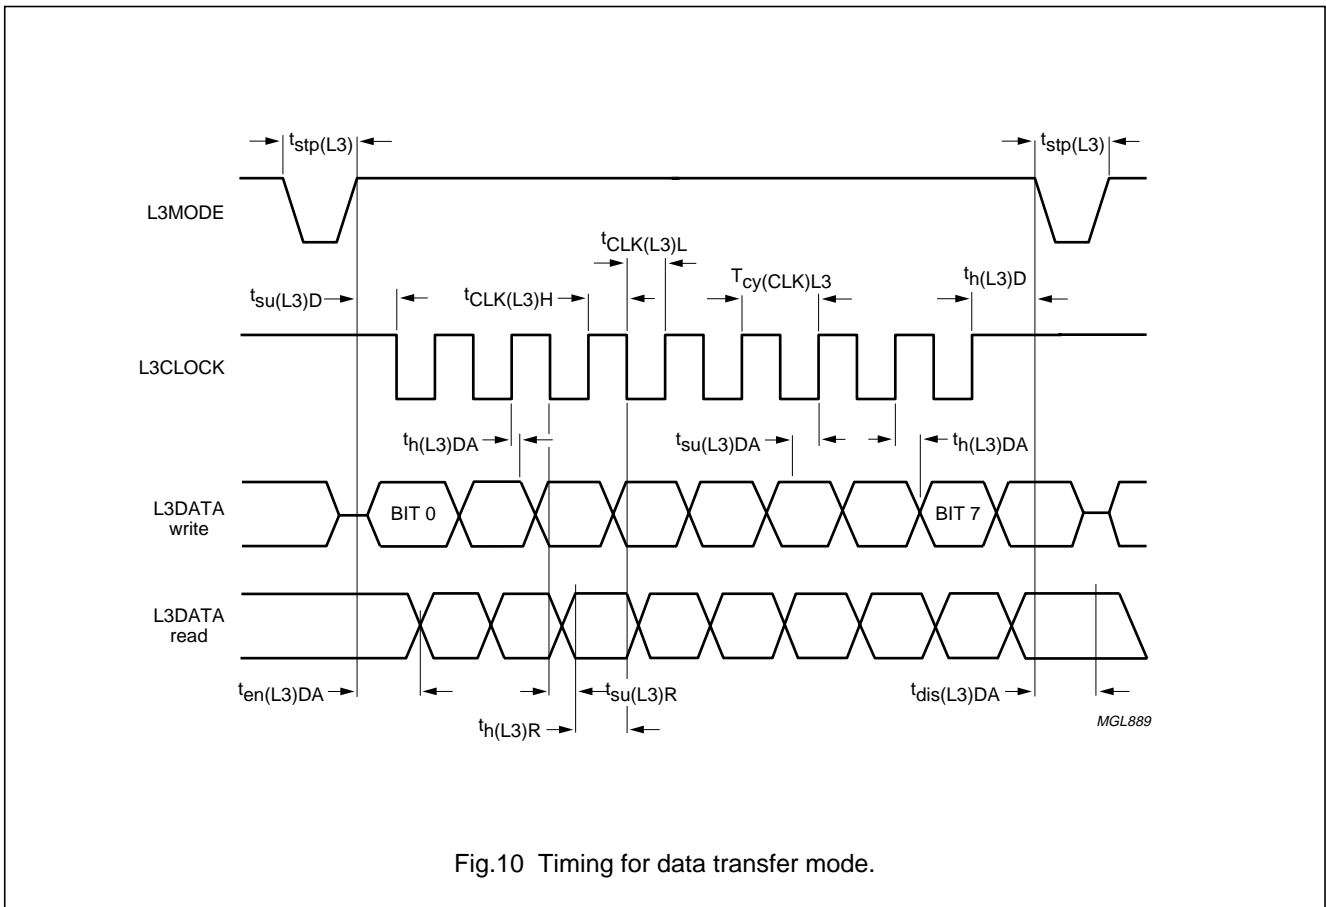 tstp(L3) tstp(L3)
L3MODE
tCLK(L3)L
tsu(L3)D tCLK(L3)H Tcy(CLK)L3 th(L3)D
L3CLOCK
th(L3)DA tsu(L3)DA th(L3)DA
L3DATA
write
BIT 0 BIT 7
L3DATA
read
ten(L3)DA tsu(L3)R tdis(L3)DA
th(L3)R
MGL889
Fig.10 Timing for data transfer mode.